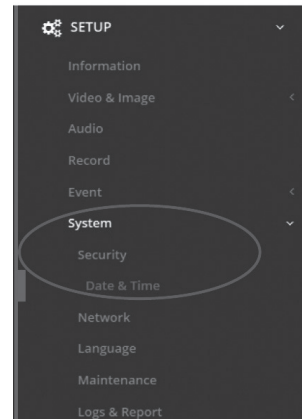 SETUP
Information
Video & Image
Audio
Record
Event
System
Security
Date & Time
Network
Language
Maintenance
Logs & Report